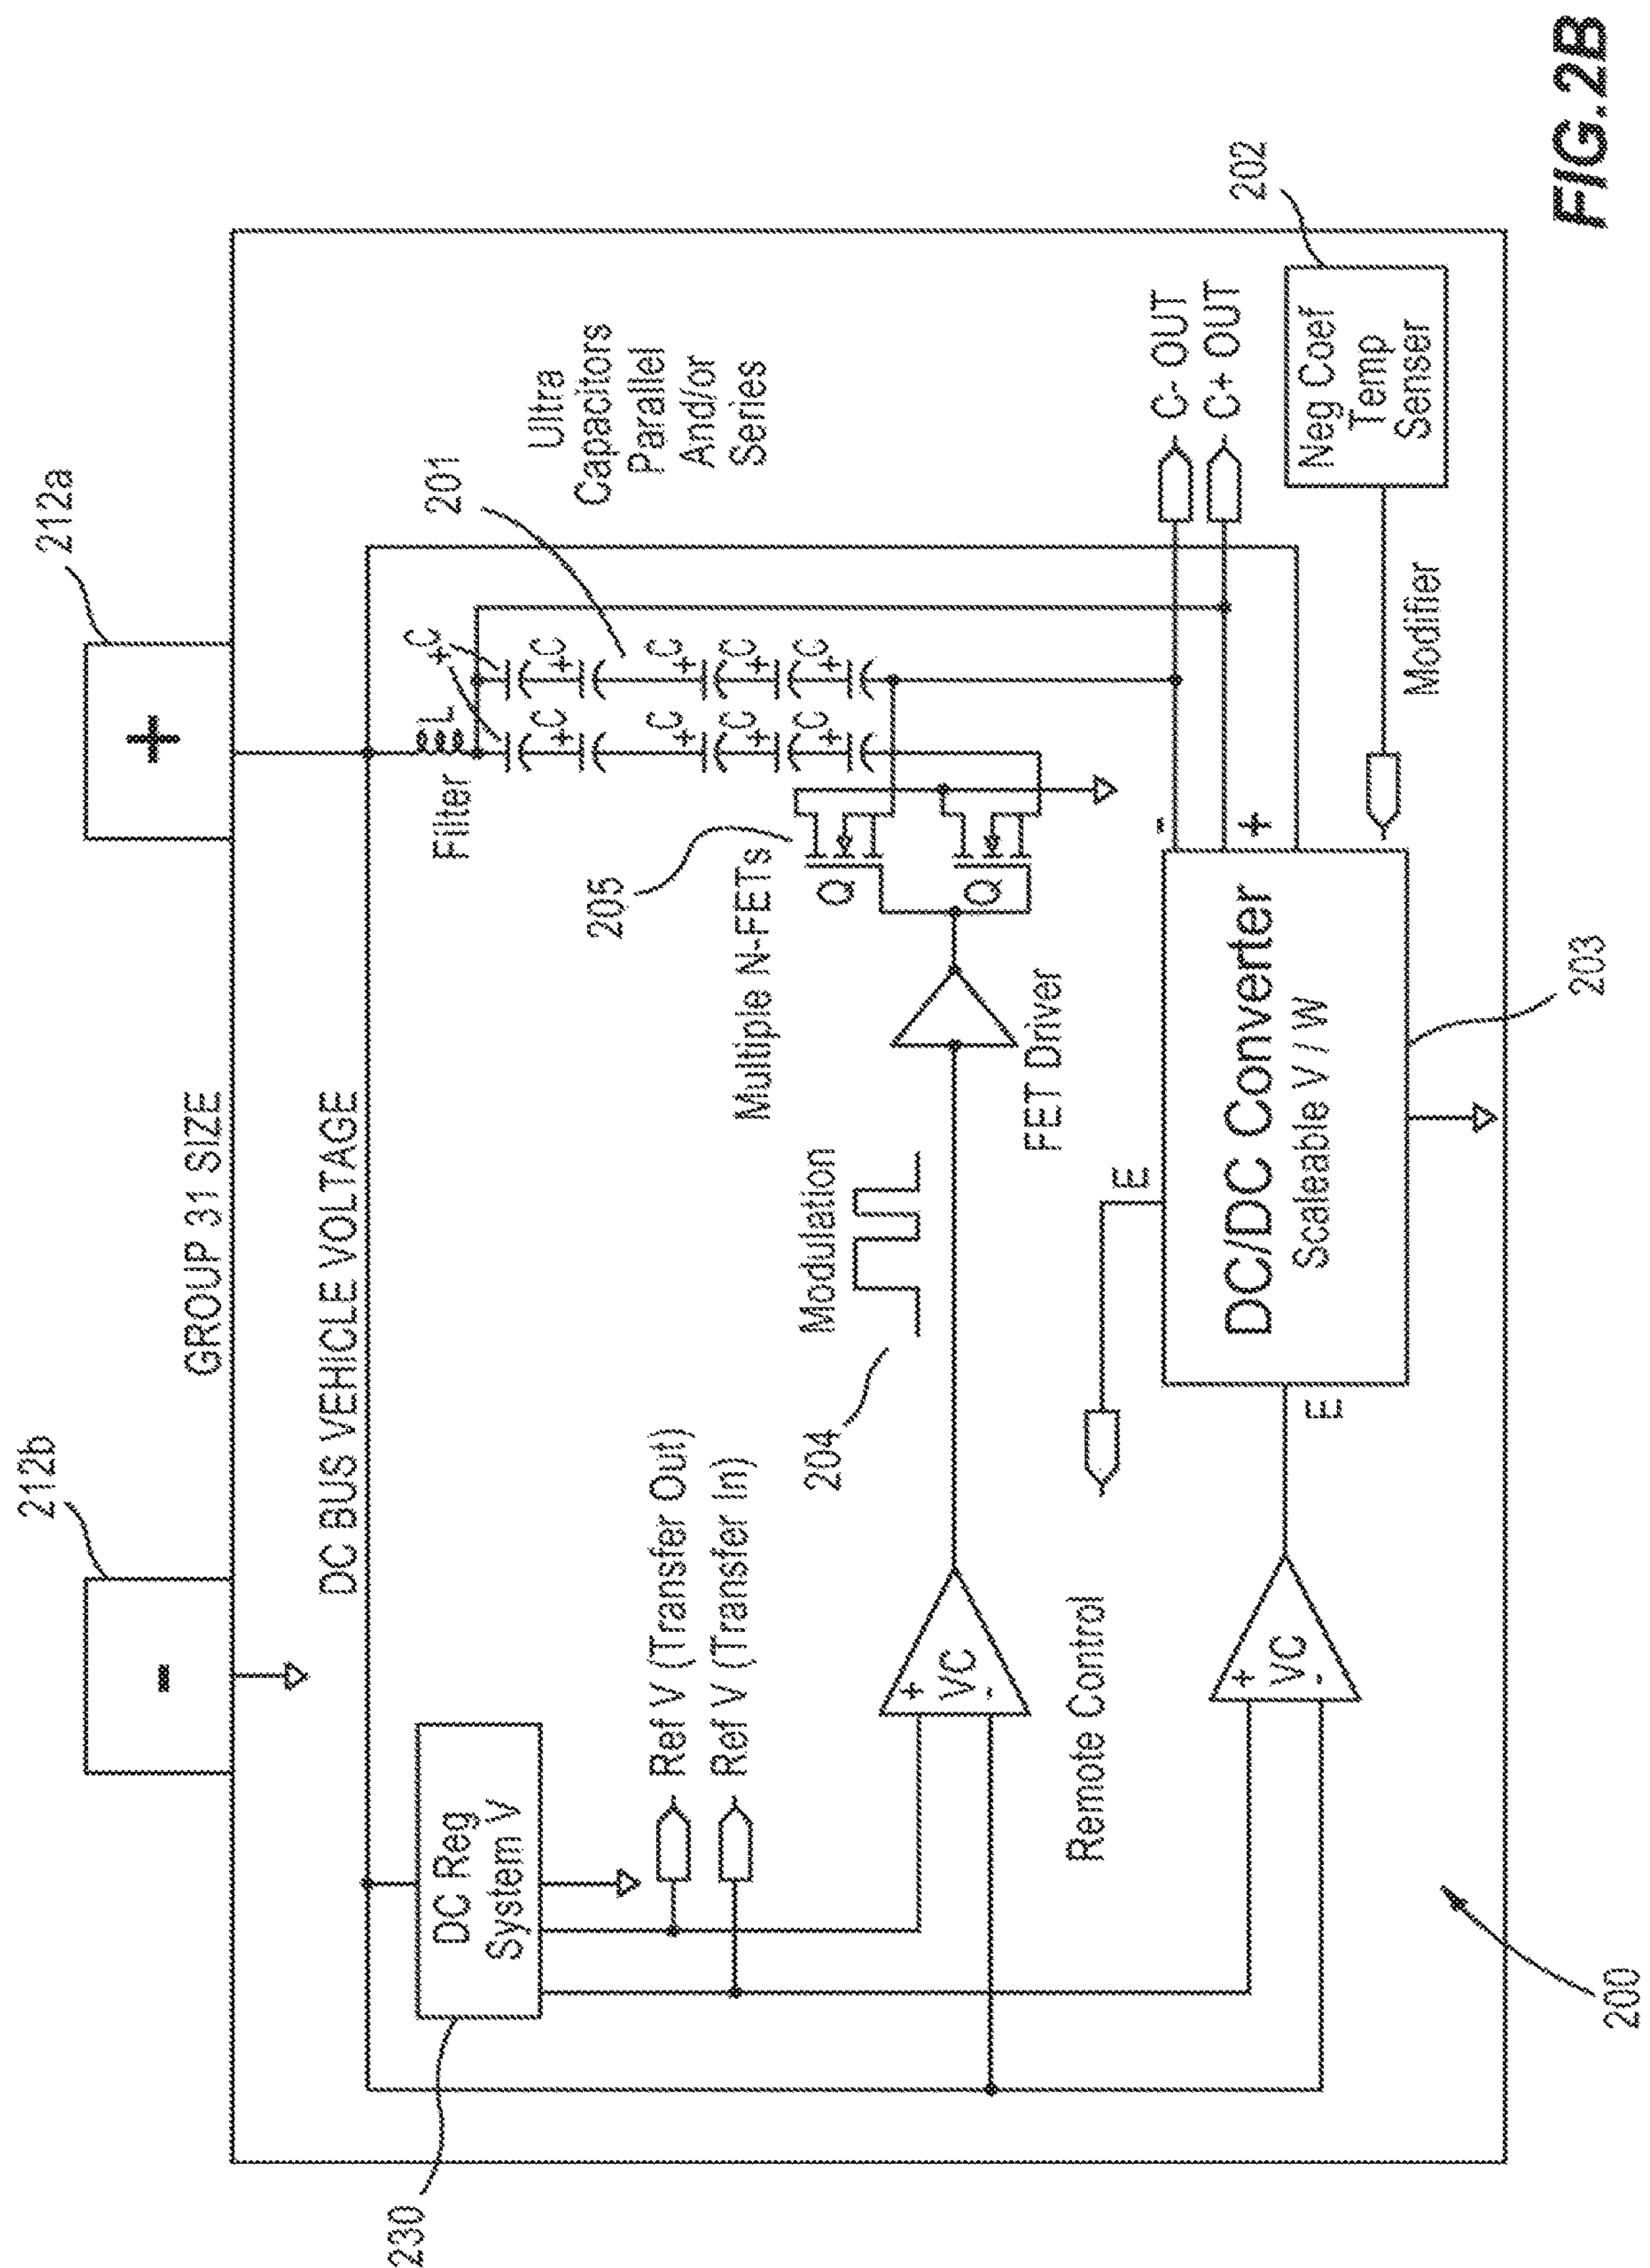 212b
212a
-
+
GROUP 31 SIZE
DC BUS VEHICLE VOLTAGE
230
DC Reg
System V
Ref V (Transfer Out)
Ref V (Transfer In)
Filter
L
+C
+C
+C
+C
+C
+C
+C
+C
+C
201
Ultra
Capacitors
Parallel
And/or
Series
205
Multiple N-FETs
Q
Q
204
Modulation
FET Driver
+
VC
-
Remote Control
E
+
VC
-
E
DC/DC Converter
Scaleable V / W
-
+
C- OUT
C+ OUT
202
Neg Coef
Temp
Senser
Modifier
203
200
FIG.2B